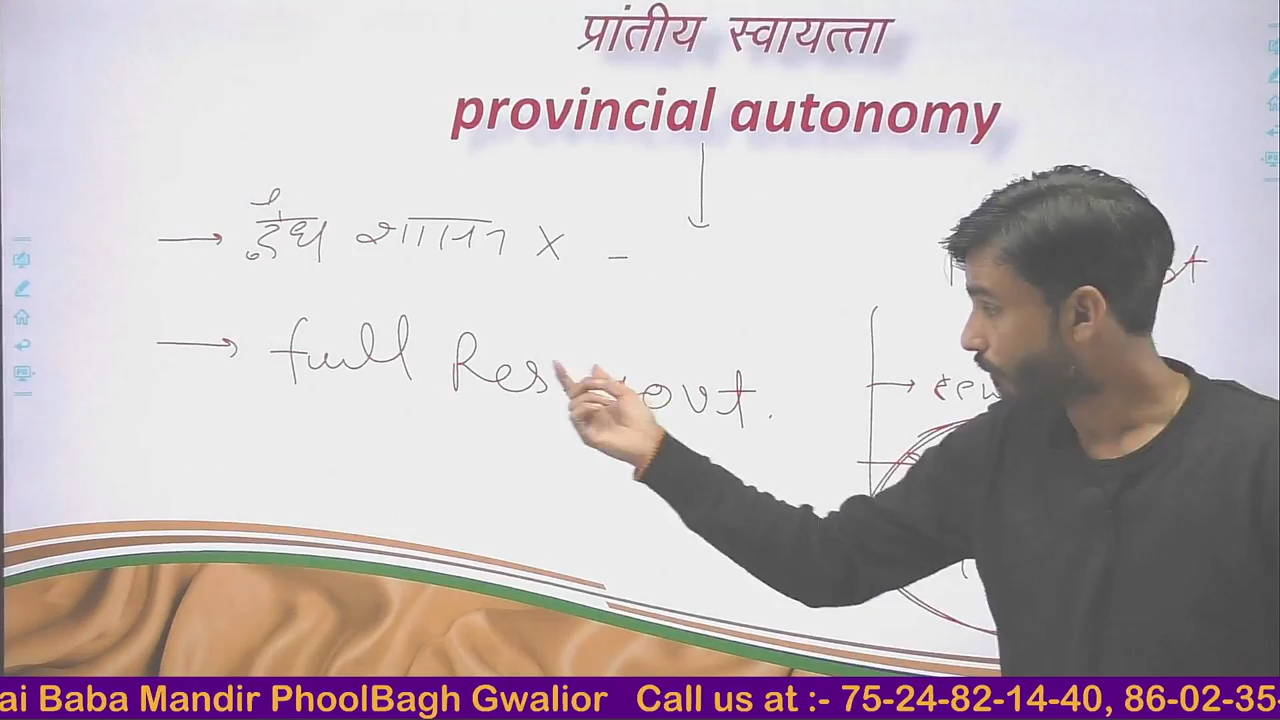 प्रांतीय स्वायत्ता
provincial autonomy
→ द्वैध शासन X -
→ full Res govt.
→
ai Baba Mandir PhoolBagh Gwalior Call us at :- 75-24-82-14-40, 86-02-35